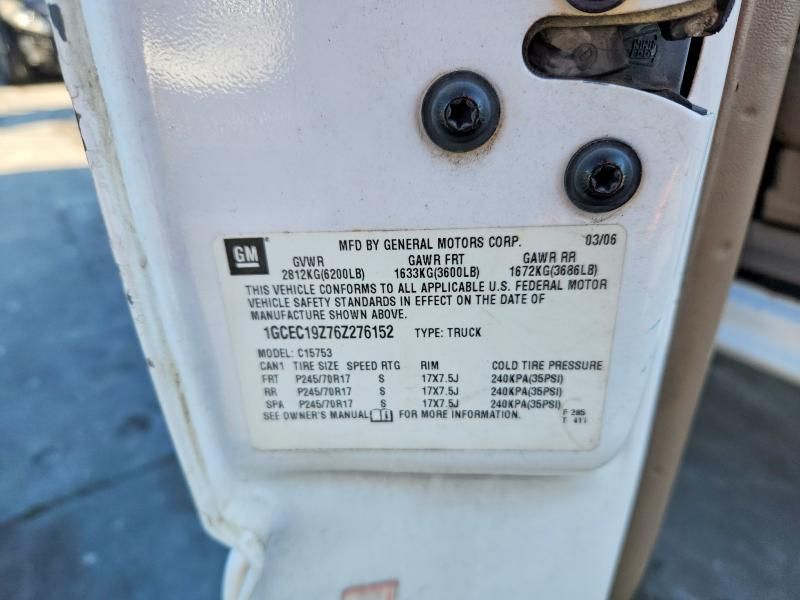 GM
MFD BY GENERAL MOTORS CORP. 03/06
GVWR GAWR FRT GAWR RR
2812KG(6200LB) 1633KG(3600LB) 1672KG(3686LB)
THIS VEHICLE CONFORMS TO ALL APPLICABLE U.S. FEDERAL MOTOR
VEHICLE SAFETY STANDARDS IN EFFECT ON THE DATE OF
MANUFACTURE SHOWN ABOVE.
1GCEC19Z76Z276152 TYPE: TRUCK
MODEL: C15753
CAN1 TIRE SIZE SPEED RTG RIM COLD TIRE PRESSURE
FRT P245/70R17 S 17X7.5J 240KPA(35PSI)
RR P245/70R17 S 17X7.5J 240KPA(35PSI)
SPA P245/70R17 S 17X7.5J 240KPA(35PSI)
SEE OWNER'S MANUAL FOR MORE INFORMATION.
F 285
T 411